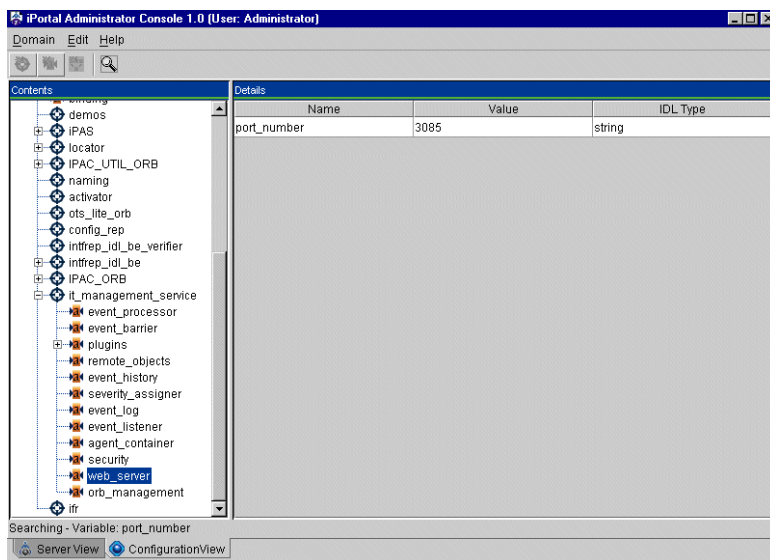 iPortal Administrator Console 1.0 (User: Administrator)
Domain Edit Help
Contents
Details
binding
demos
iPAS
locator
IPAC_UTIL_ORB
naming
activator
ots_lite_orb
config_rep
intfrep_idl_be_verifier
intfrep_idl_be
IPAC_ORB
it_management_service
event_processor
event_barrier
plugins
remote_objects
event_history
severity_assigner
event_log
event_listener
agent_container
security
web_server
orb_management
ifr
Name Value IDL Type
port_number 3085 string
Searching - Variable: port_number
Server View ConfigurationView